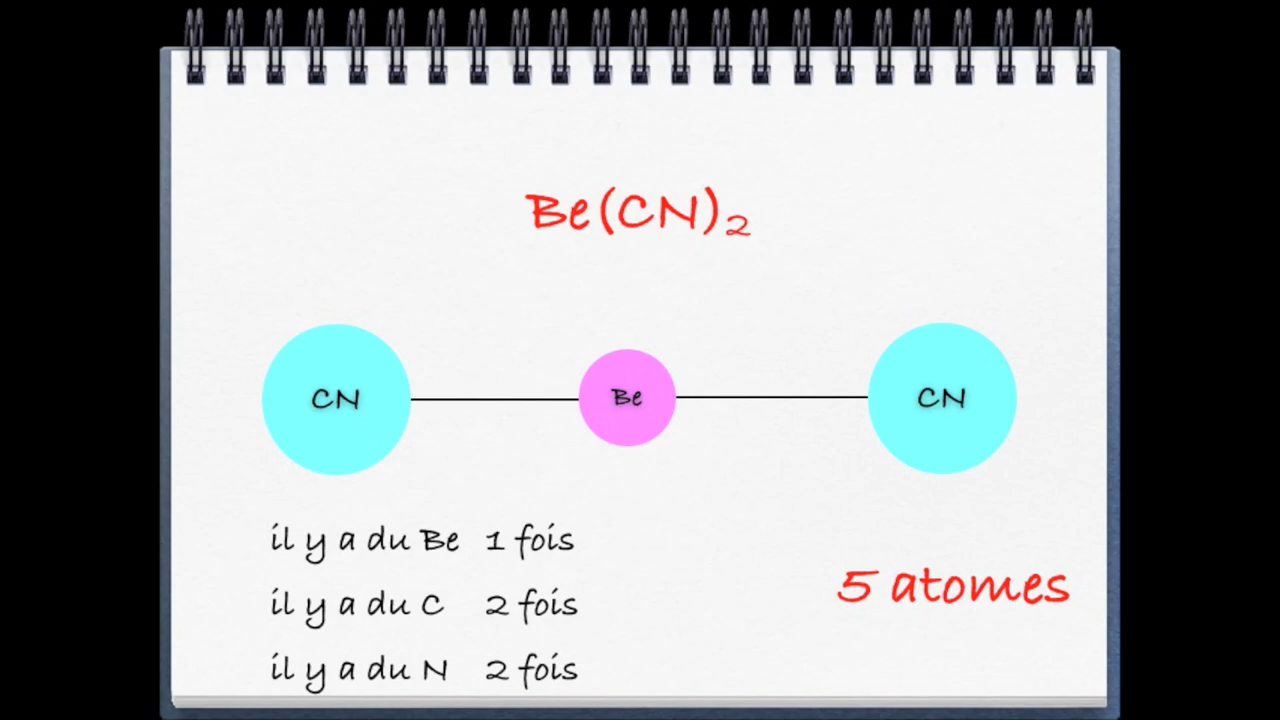 Be(CN)₂
CN Be CN
il y a du Be 1 fois
il y a du C 2 fois
5 atomes
il y a du N 2 fois